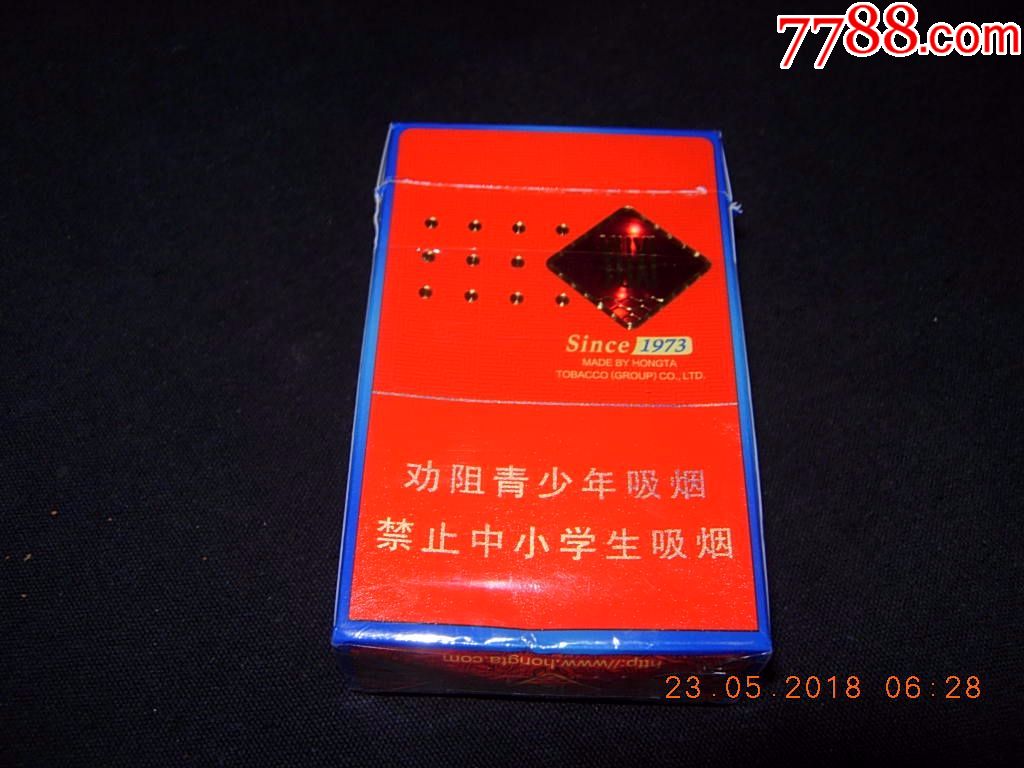 7788.com
Since 1973
MADE BY HONGTA
TOBACCO (GROUP) CO., LTD.
劝阻青少年吸烟
禁止中小学生吸烟
http://www.hongta.com
23.05.2018 06:28